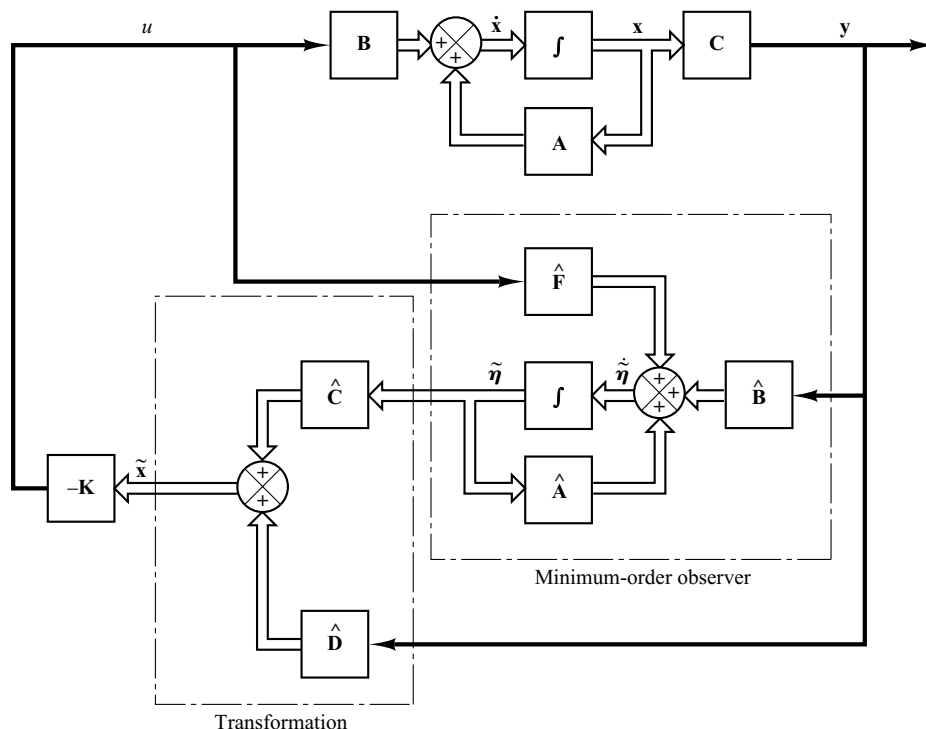 u
B
+
+
ẋ
∫
x
C
y
A
F̂
η̃
η̃̇
Ĉ
∫
+
+
+
B̂
x̃
+
+
–K
Â
Minimum-order observer
D̂
Transformation